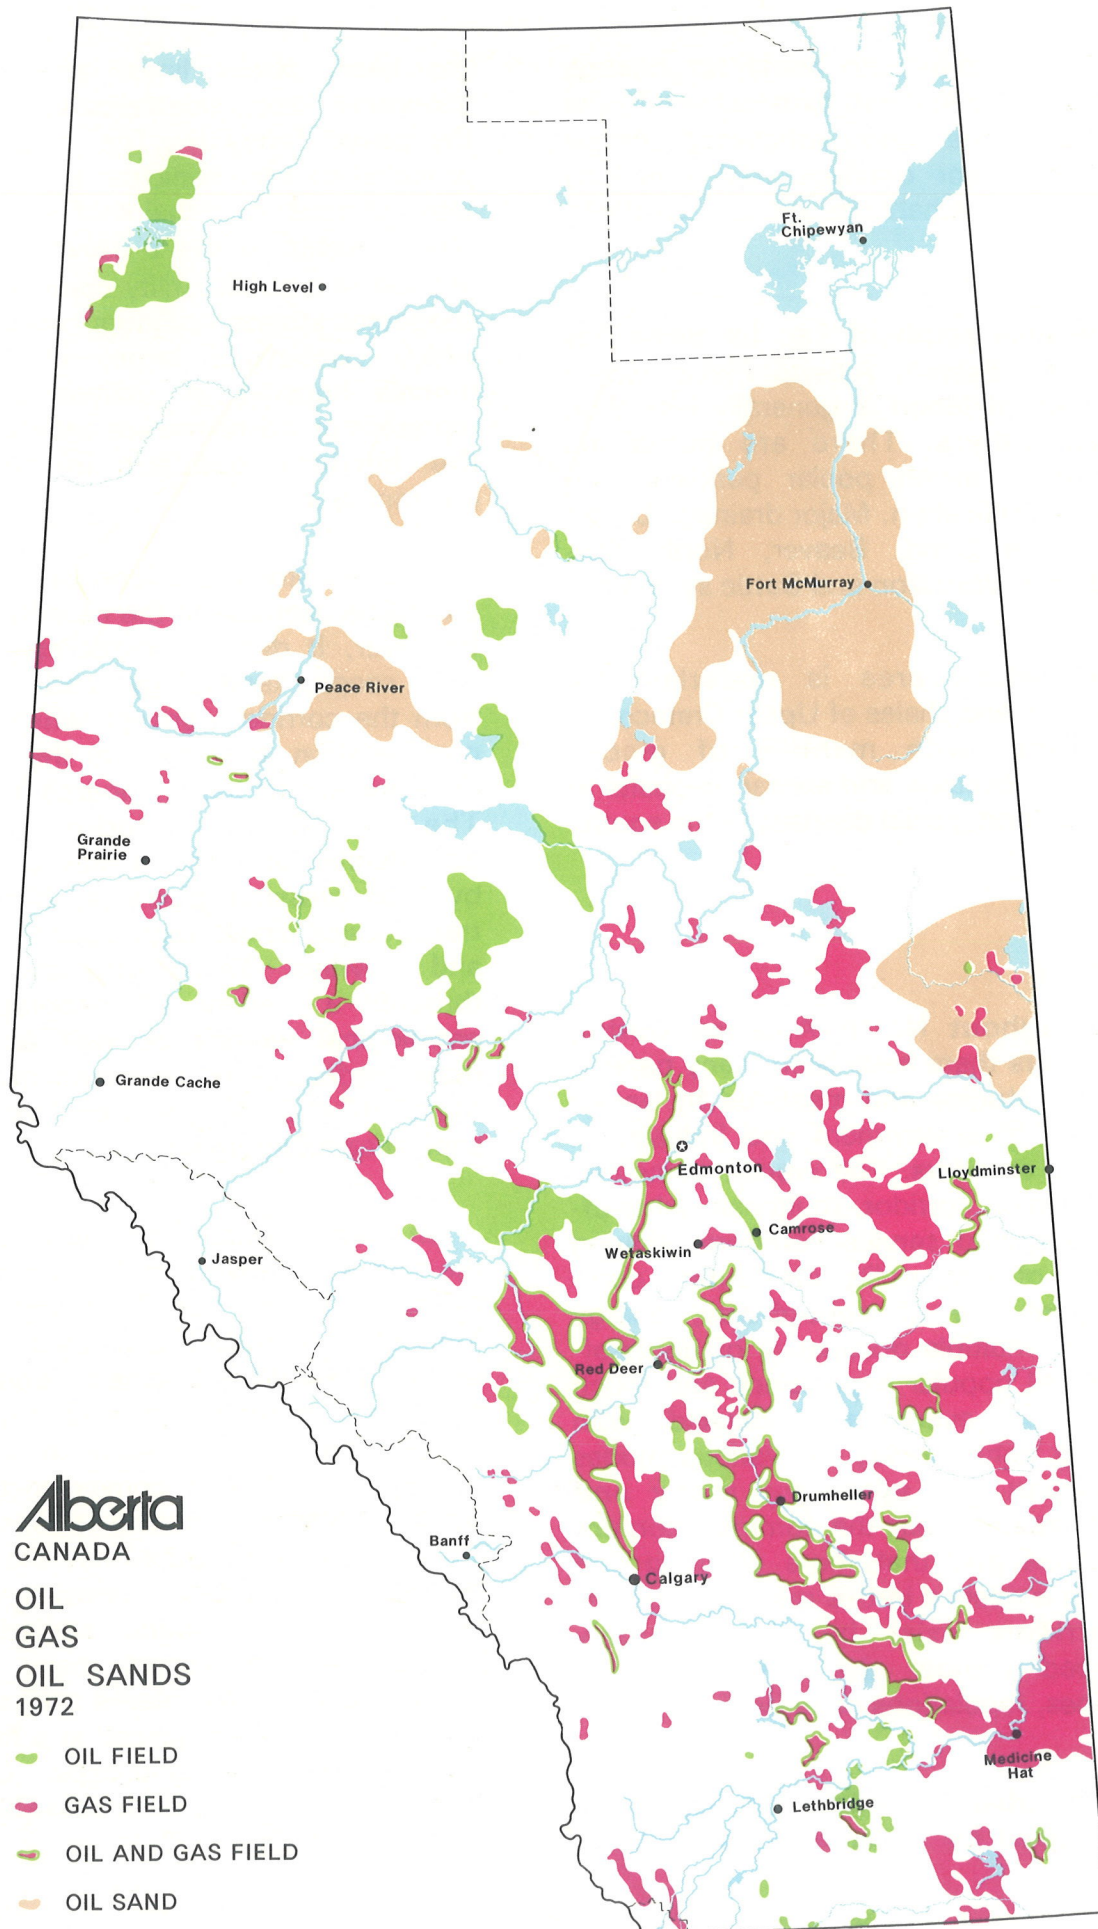 Ft.
Chipewyan
High Level
Fort McMurray
Peace River
Grande
Prairie
Grande Cache
Edmonton
Lloydminster
Camrose
Wetaskiwin
Jasper
Red Deer
Drumheller
Banff
Calgary
Medicine
Hat
Lethbridge
Alberta
CANADA
OIL
GAS
OIL SANDS
1972
OIL FIELD
GAS FIELD
OIL AND GAS FIELD
OIL SAND